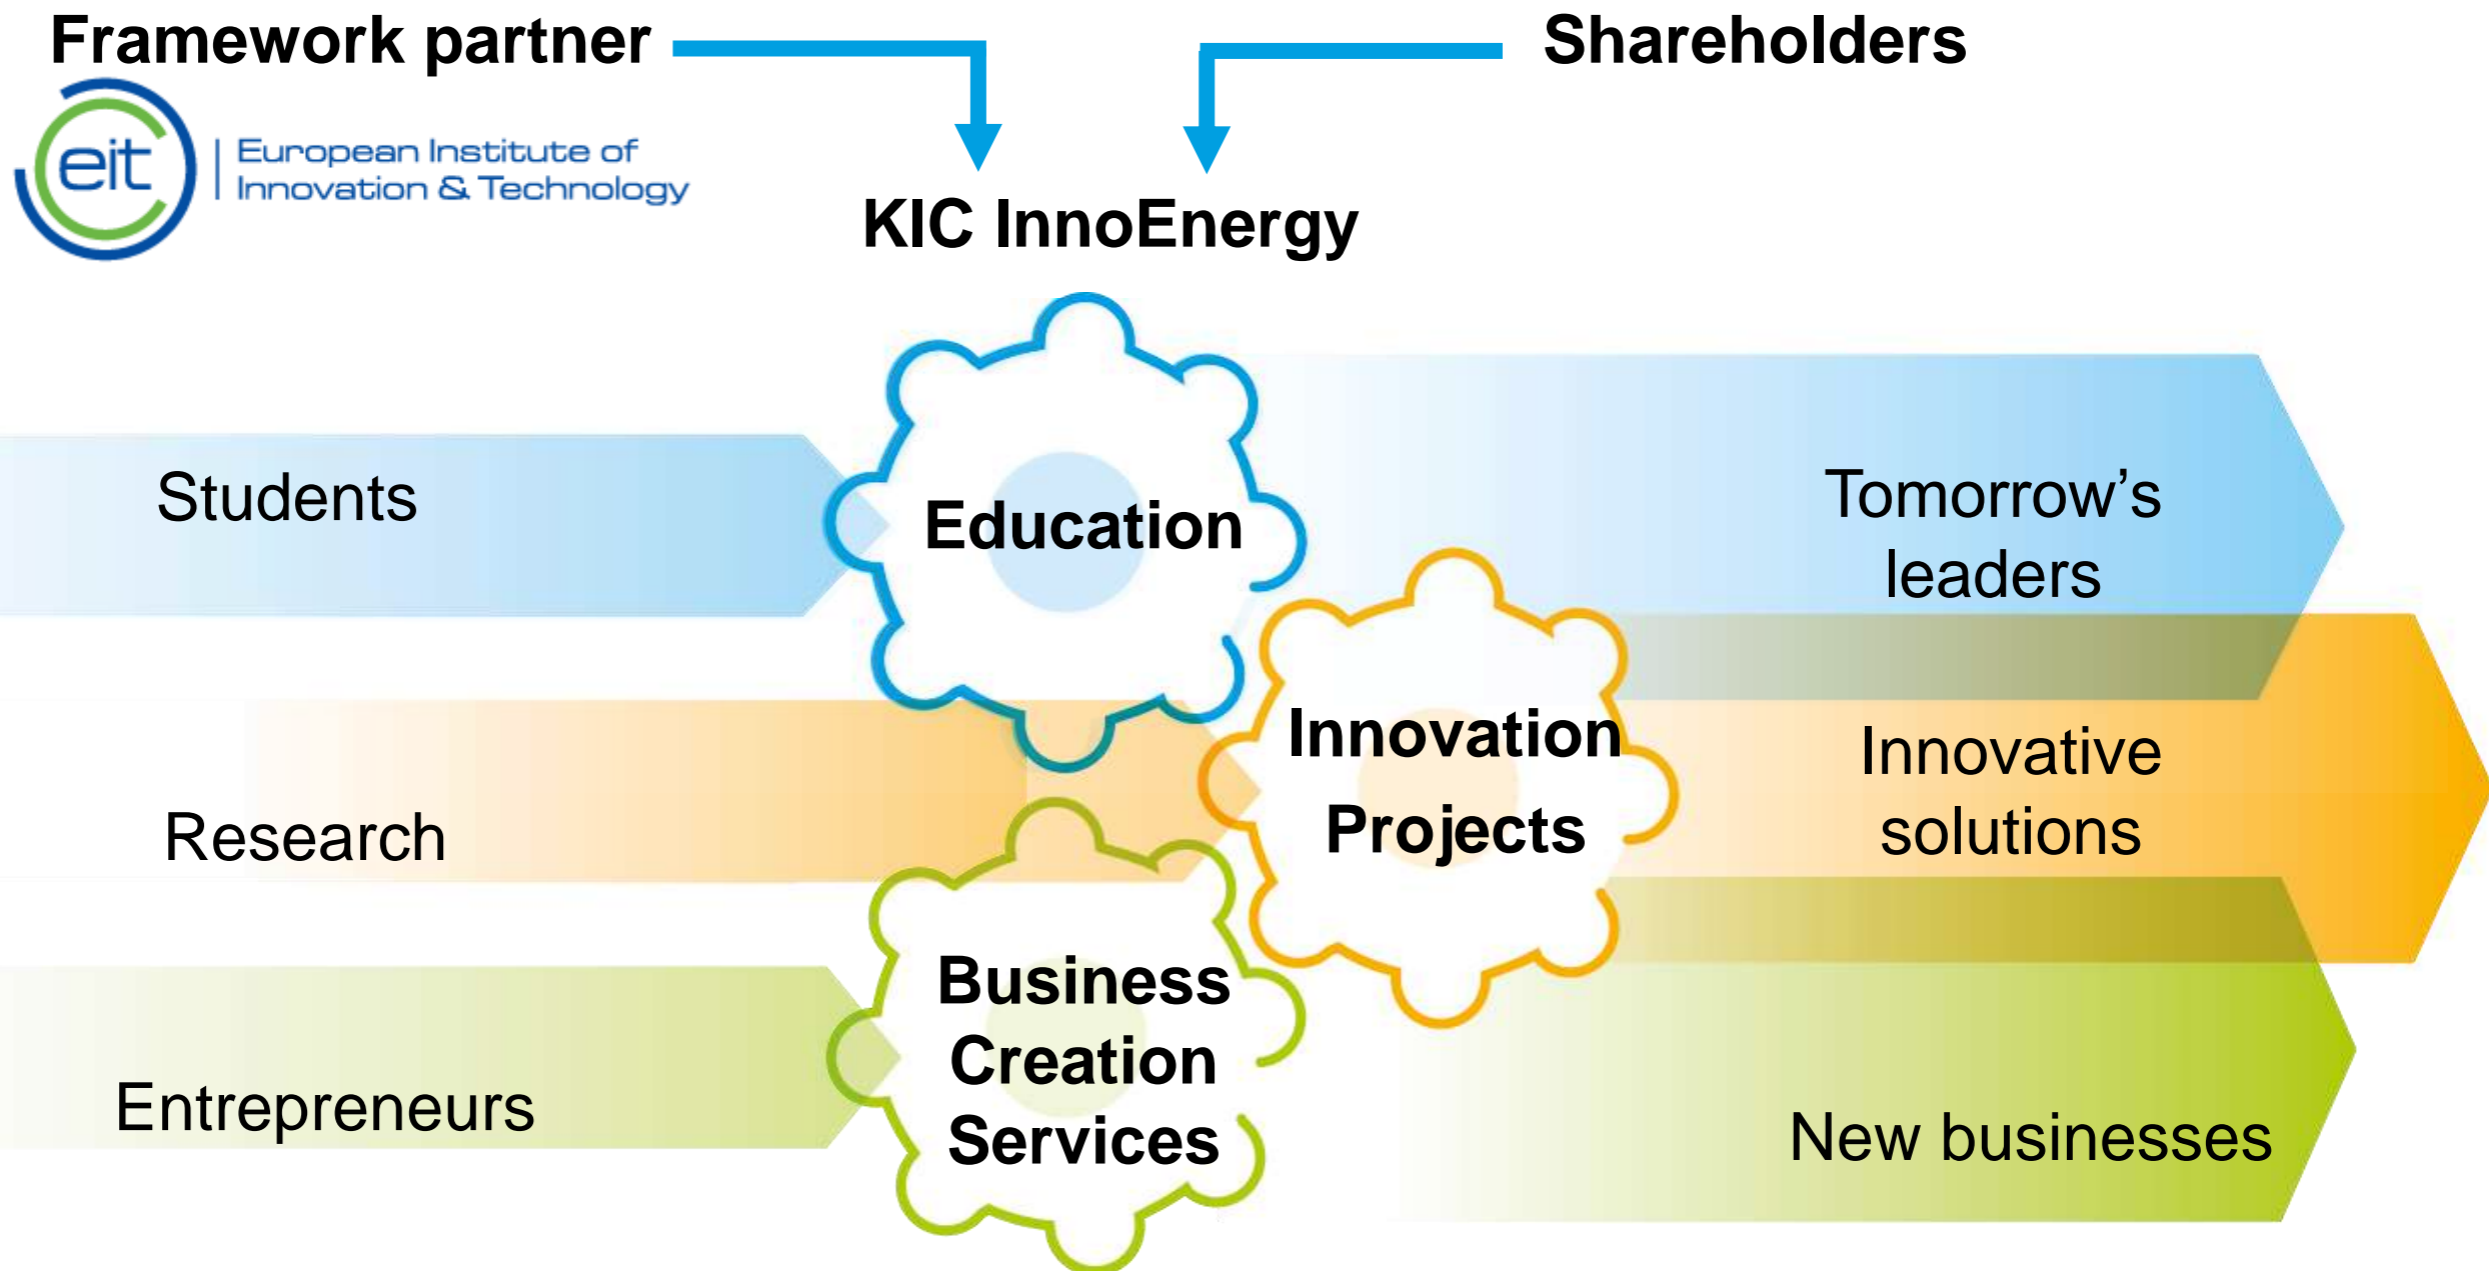 Framework partner
Shareholders
eit
European Institute of
Innovation & Technology
KIC InnoEnergy
Students
Education
Tomorrow’s
leaders
Research
Innovation
Projects
Innovative
solutions
Entrepreneurs
Business
Creation
Services
New businesses